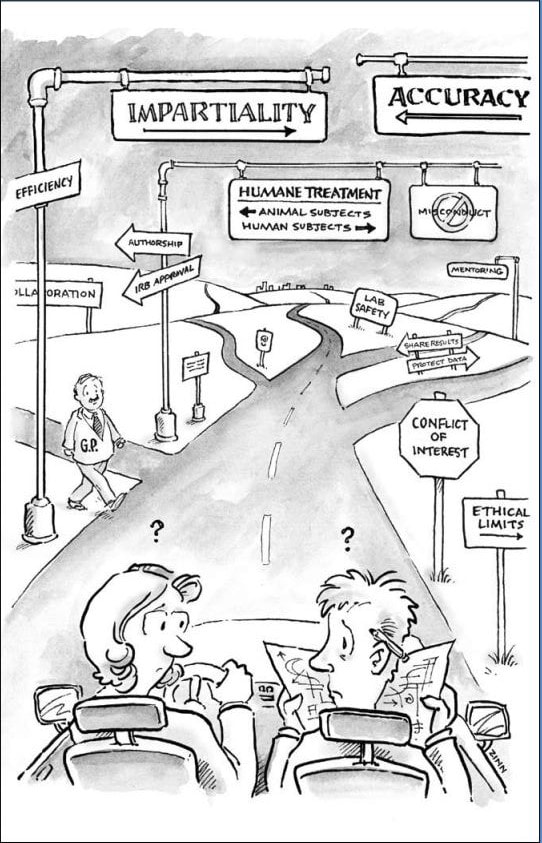 IMPARTIALITY
ACCURACY
EFFICIENCY
HUMANE TREATMENT
ANIMAL SUBJECTS
HUMAN SUBJECTS
MISCONDUCT
AUTHORSHIP
IRB APPROVAL
MENTORING
LLABORATION
LAB
SAFETY
SHARE RESULTS
PROTECT DATA
G.P.
CONFLICT
OF
INTEREST
ETHICAL
LIMITS
?
?
ZINN